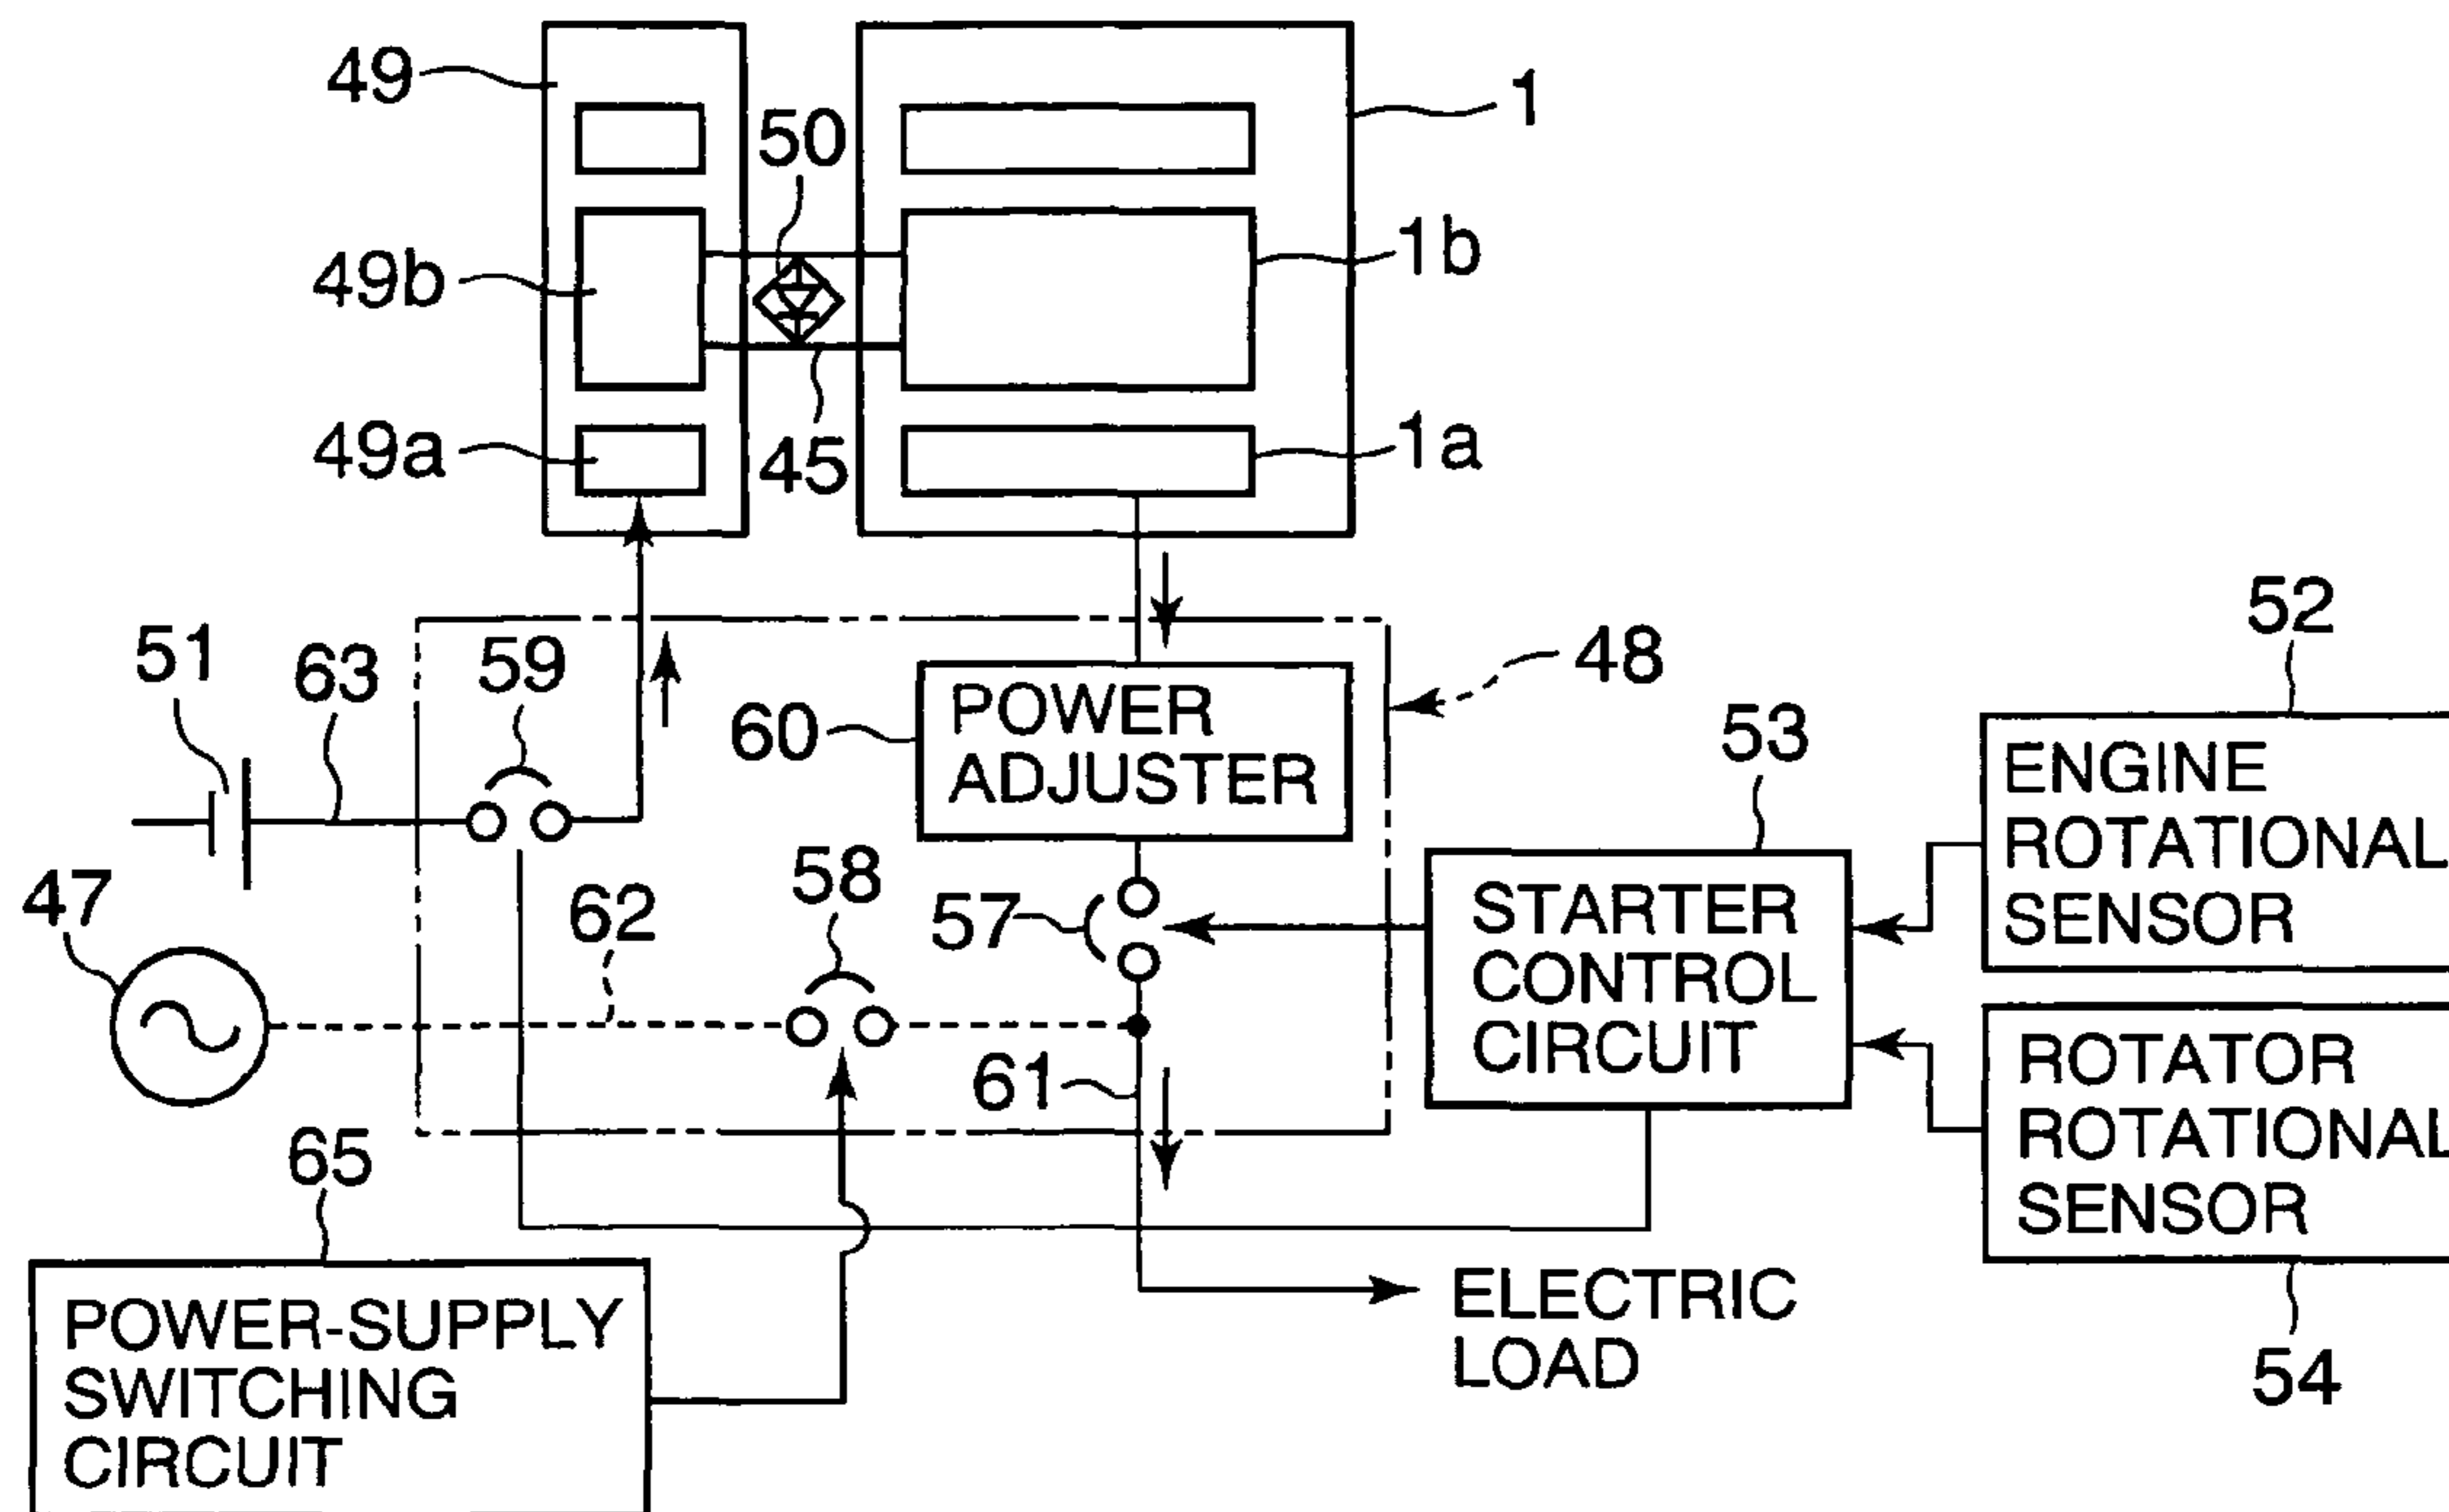 49
50
1
49b
1b
49a
45
1a
51
63
59
60
POWER
ADJUSTER
48
52
53
ENGINE
ROTATIONAL
SENSOR
47
62
58
57
STARTER
CONTROL
CIRCUIT
61
ROTATOR
ROTATIONAL
SENSOR
65
54
POWER-SUPPLY
SWITCHING
CIRCUIT
ELECTRIC
LOAD